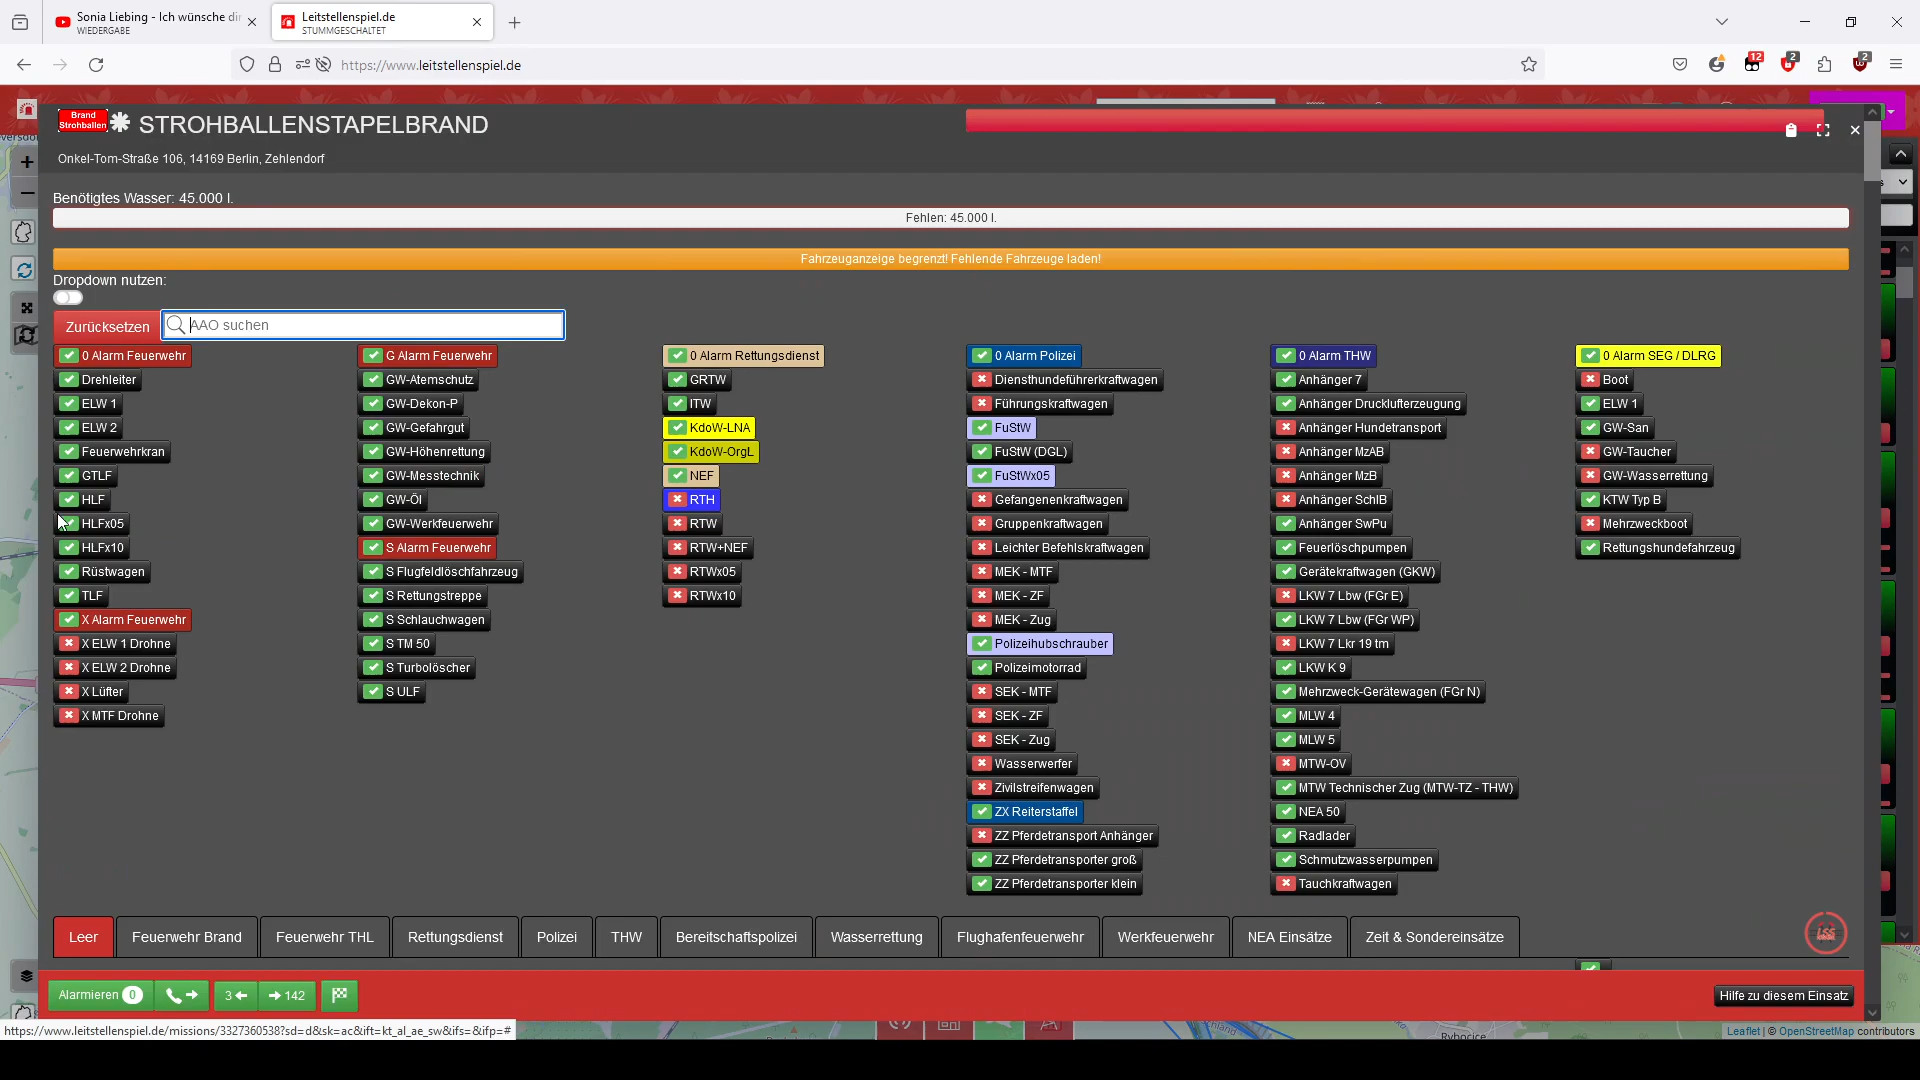 Sonia Liebing - Ich wünsche dir
WIEDERGABE
Leitstellenspiel.de
STUMMGESCHALTET
https://www.leitstellenspiel.de
12
2
2
Brand
Strohballen
STROHBALLENSTAPELBRAND
Onkel-Tom-Straße 106, 14169 Berlin, Zehlendorf
Benötigtes Wasser: 45.000 l.
Fehlen: 45.000 l.
Fahrzeuganzeige begrenzt! Fehlende Fahrzeuge laden!
Dropdown nutzen:
Zurücksetzen
AAO suchen
0 Alarm Feuerwehr
Drehleiter
ELW 1
ELW 2
Feuerwehrkran
GTLF
HLF
HLFx05
HLFx10
Rüstwagen
TLF
X Alarm Feuerwehr
X ELW 1 Drohne
X ELW 2 Drohne
X Lüfter
X MTF Drohne
G Alarm Feuerwehr
GW-Atemschutz
GW-Dekon-P
GW-Gefahrgut
GW-Höhenrettung
GW-Messtechnik
GW-Öl
GW-Werkfeuerwehr
S Alarm Feuerwehr
S Flugfeldlöschfahrzeug
S Rettungstreppe
S Schlauchwagen
S TM 50
S Turbolöscher
S ULF
0 Alarm Rettungsdienst
GRTW
ITW
KdoW-LNA
KdoW-OrgL
NEF
RTH
RTW
RTW+NEF
RTWx05
RTWx10
0 Alarm Polizei
Diensthundeführerkraftwagen
Führungskraftwagen
FuStW
FuStW (DGL)
FuStWx05
Gefangenenkraftwagen
Gruppenkraftwagen
Leichter Befehlskraftwagen
MEK - MTF
MEK - ZF
MEK - Zug
Polizeihubschrauber
Polizeimotorrad
SEK - MTF
SEK - ZF
SEK - Zug
Wasserwerfer
Zivilstreifenwagen
ZX Reiterstaffel
ZZ Pferdetransport Anhänger
ZZ Pferdetransporter groß
ZZ Pferdetransporter klein
0 Alarm THW
Anhänger 7
Anhänger Drucklufterzeugung
Anhänger Hundetransport
Anhänger MzAB
Anhänger MzB
Anhänger SchlB
Anhänger SwPu
Feuerlöschpumpen
Gerätekraftwagen (GKW)
LKW 7 Lbw (FGr E)
LKW 7 Lbw (FGr WP)
LKW 7 Lkr 19 tm
LKW K 9
Mehrzweck-Gerätewagen (FGr N)
MLW 4
MLW 5
MTW-OV
MTW Technischer Zug (MTW-TZ - THW)
NEA 50
Radlader
Schmutzwasserpumpen
Tauchkraftwagen
0 Alarm SEG / DLRG
Boot
ELW 1
GW-San
GW-Taucher
GW-Wasserrettung
KTW Typ B
Mehrzweckboot
Rettungshundefahrzeug
Leer
Feuerwehr Brand
Feuerwehr THL
Rettungsdienst
Polizei
THW
Bereitschaftspolizei
Wasserrettung
Flughafenfeuerwehr
Werkfeuerwehr
NEA Einsätze
Zeit & Sondereinsätze
Alarmieren 0
3
142
Hilfe zu diesem Einsatz
https://www.leitstellenspiel.de/missions/3327360538?sd=d&sk=ac&ift=kt_al_ae_sw&ifs=&ifp=#
Leaflet | © OpenStreetMap contributors